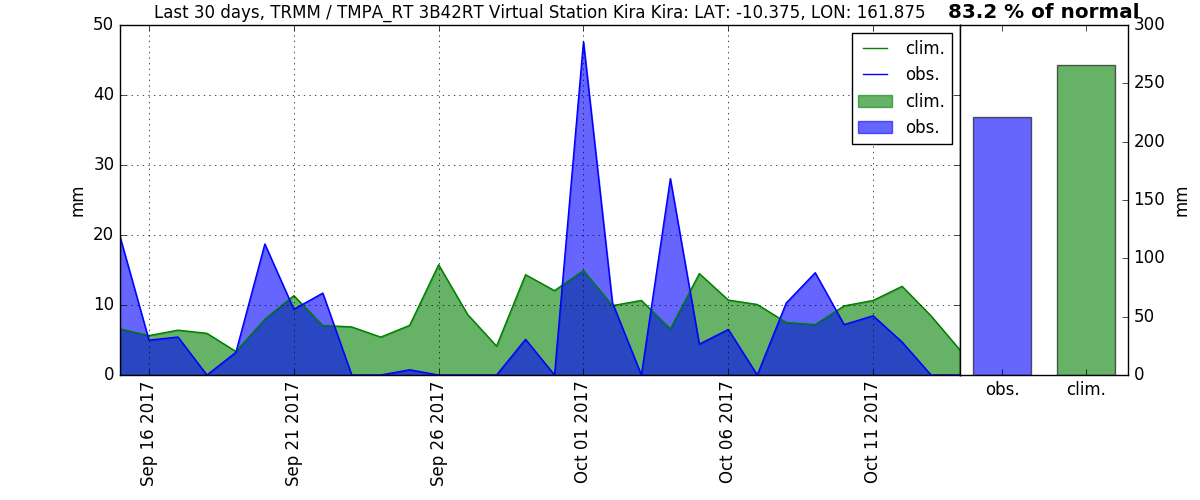 Last 30 days, TRMM / TMPA_RT 3B42RT Virtual Station Kira Kira: LAT: -10.375, LON: 161.875
83.2 % of normal
50
40
30
20
10
0
mm
clim.
obs.
clim.
obs.
Sep 16 2017
Sep 21 2017
Sep 26 2017
Oct 01 2017
Oct 06 2017
Oct 11 2017
300
250
200
150
100
50
0
mm
obs.
clim.